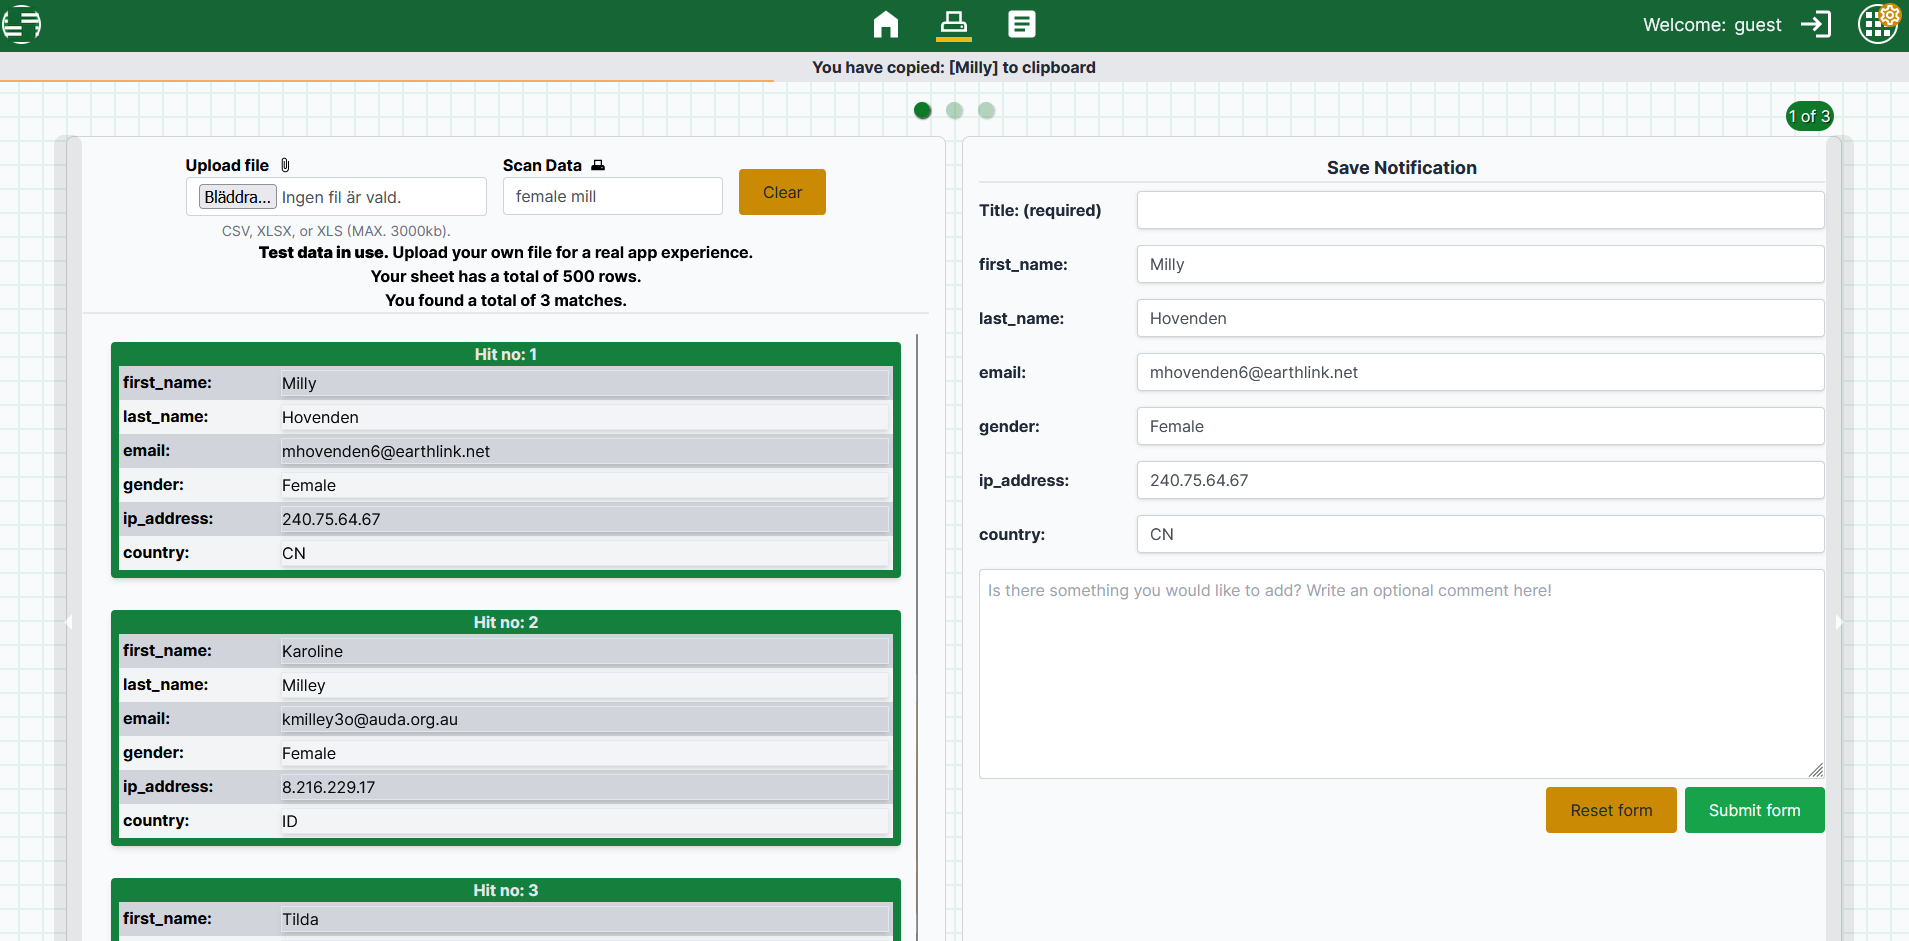 Welcome: guest
You have copied: [Milly] to clipboard
1 of 3
Upload file
Scan Data
Bläddra... Ingen fil är vald.
female mill
Clear
CSV, XLSX, or XLS (MAX. 3000kb).
Test data in use. Upload your own file for a real app experience.
Your sheet has a total of 500 rows.
You found a total of 3 matches.
Hit no: 1
first_name: Milly
last_name: Hovenden
email: mhovenden6@earthlink.net
gender: Female
ip_address: 240.75.64.67
country: CN
Hit no: 2
first_name: Karoline
last_name: Milley
email: kmilley3o@auda.org.au
gender: Female
ip_address: 8.216.229.17
country: ID
Hit no: 3
first_name: Tilda
Save Notification
Title: (required)
first_name: Milly
last_name: Hovenden
email: mhovenden6@earthlink.net
gender: Female
ip_address: 240.75.64.67
country: CN
Is there something you would like to add? Write an optional comment here!
Reset form
Submit form